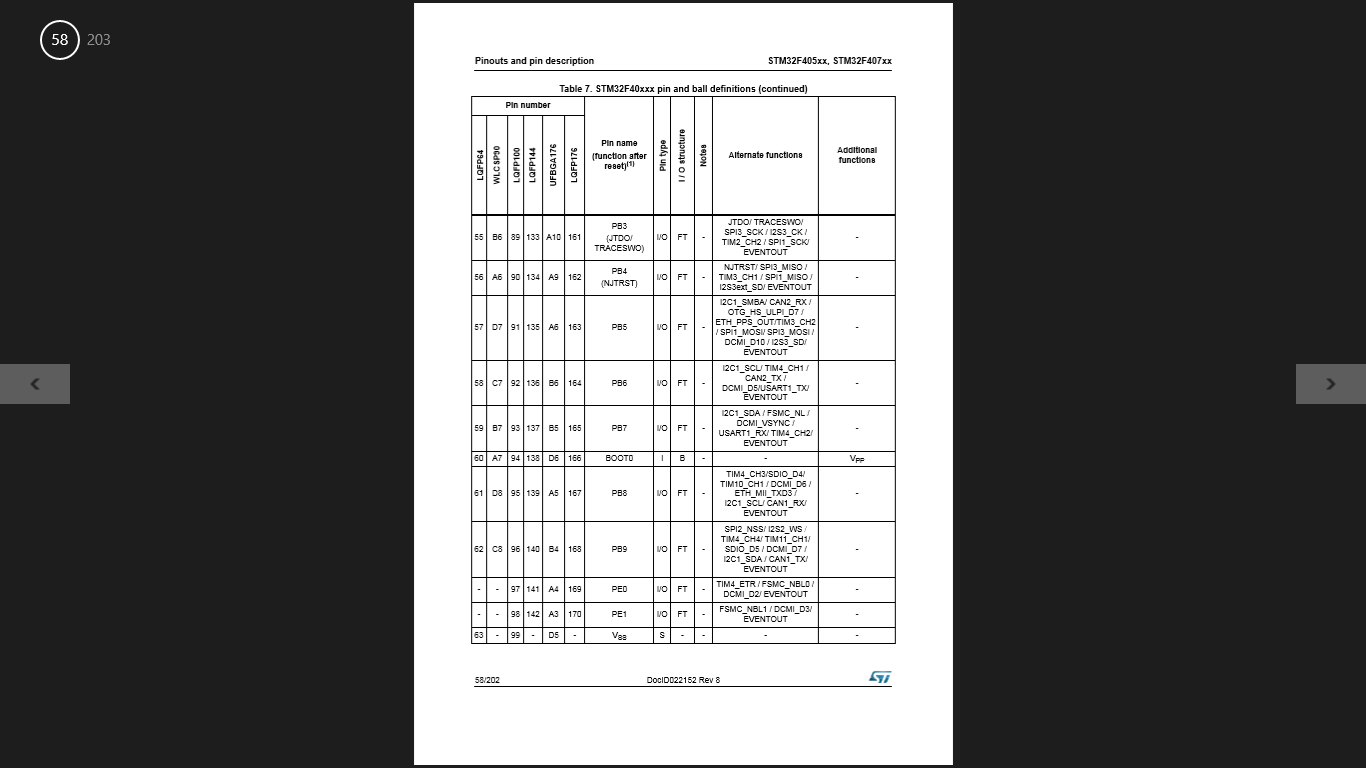 58 203
Pinouts and pin description STM32F405xx, STM32F407xx
Table 7. STM32F40xxx pin and ball definitions (continued)
Pin number
LQFP64 WLCSP90 LQFP100 LQFP144 UFBGA176 LQFP176 Pin name (function after reset)(1) Pin type I / O structure Notes Alternate functions Additional functions
55 B6 89 133 A10 161 PB3 (JTDO/ TRACESWO) I/O FT - JTDO/ TRACESWO/ SPI3_SCK / I2S3_CK / TIM2_CH2 / SPI1_SCK/ EVENTOUT -
56 A6 90 134 A9 162 PB4 (NJTRST) I/O FT - NJTRST/ SPI3_MISO / TIM3_CH1 / SPI1_MISO / I2S3ext_SD/ EVENTOUT -
57 D7 91 135 A6 163 PB5 I/O FT - I2C1_SMBA/ CAN2_RX / OTG_HS_ULPI_D7 / ETH_PPS_OUT/TIM3_CH2 / SPI1_MOSI/ SPI3_MOSI / DCMI_D10 / I2S3_SD/ EVENTOUT -
58 C7 92 136 B6 164 PB6 I/O FT - I2C1_SCL/ TIM4_CH1 / CAN2_TX / DCMI_D5/USART1_TX/ EVENTOUT -
59 B7 93 137 B5 165 PB7 I/O FT - I2C1_SDA / FSMC_NL / DCMI_VSYNC / USART1_RX/ TIM4_CH2/ EVENTOUT -
60 A7 94 138 D6 166 BOOT0 I B - - VPP
61 D8 95 139 A5 167 PB8 I/O FT - TIM4_CH3/SDIO_D4/ TIM10_CH1 / DCMI_D6 / ETH_MII_TXD3 / I2C1_SCL/ CAN1_RX/ EVENTOUT -
62 C8 96 140 B4 168 PB9 I/O FT - SPI2_NSS/ I2S2_WS / TIM4_CH4/ TIM11_CH1/ SDIO_D5 / DCMI_D7 / I2C1_SDA / CAN1_TX/ EVENTOUT -
- - 97 141 A4 169 PE0 I/O FT - TIM4_ETR / FSMC_NBL0 / DCMI_D2/ EVENTOUT -
- - 98 142 A3 170 PE1 I/O FT - FSMC_NBL1 / DCMI_D3/ EVENTOUT -
63 - 99 - D5 - VSS S - - - -
58/202 DocID022152 Rev 8 ST